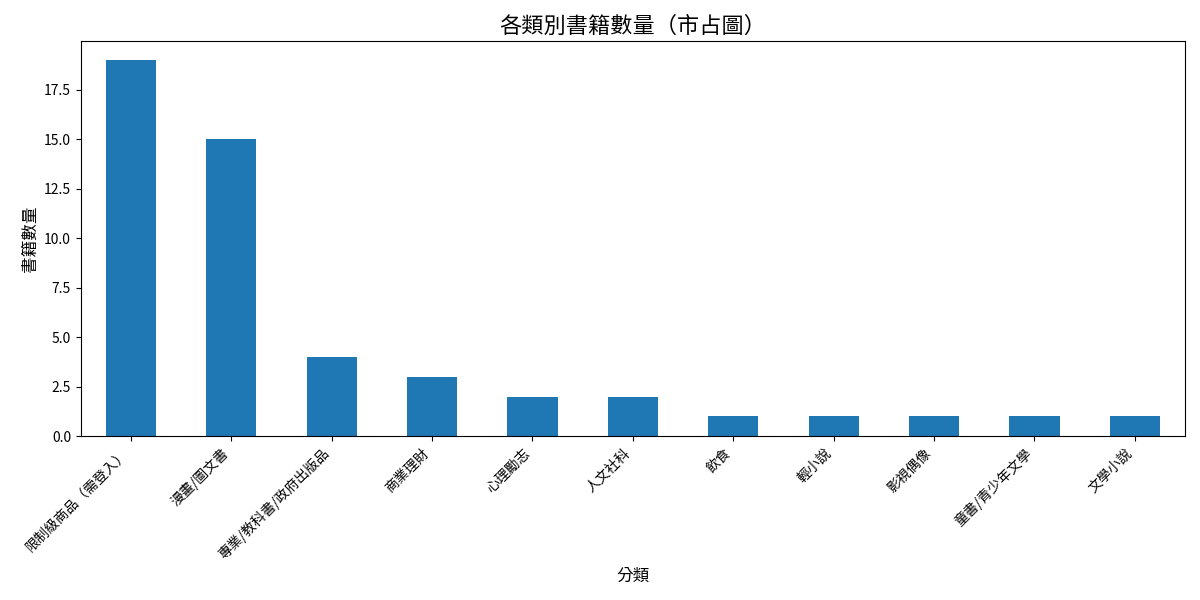 各類別書籍數量（市占圖）
書籍數量
17.5
15.0
12.5
10.0
7.5
5.0
2.5
0.0
限制級商品（需登入）
漫畫/圖文書
專業/教科書/政府出版品
商業理財
心理勵志
人文社科
飲食
輕小說
影視偶像
童書/青少年文學
文學小說
分類